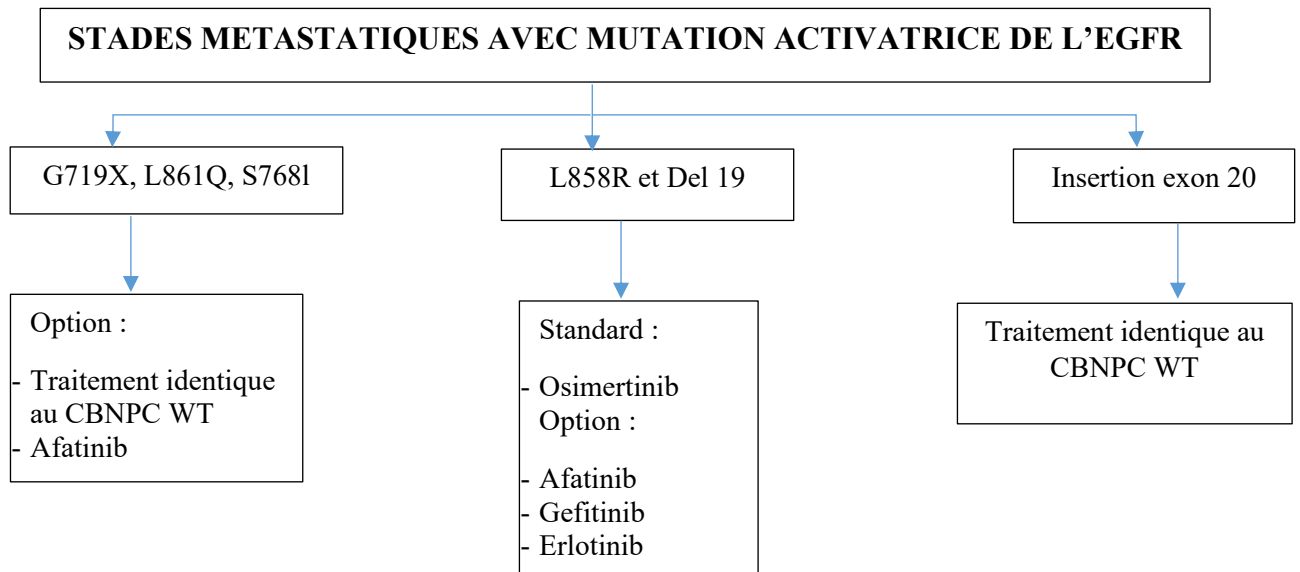 STADES METASTATIQUES AVEC MUTATION ACTIVATRICE DE L’EGFR
G719X, L861Q, S768l
L858R et Del 19
Insertion exon 20
Option :
- Traitement identique
au CBNPC WT
- Afatinib
Standard :
- Osimertinib
Option :
- Afatinib
- Gefitinib
- Erlotinib
Traitement identique au
CBNPC WT